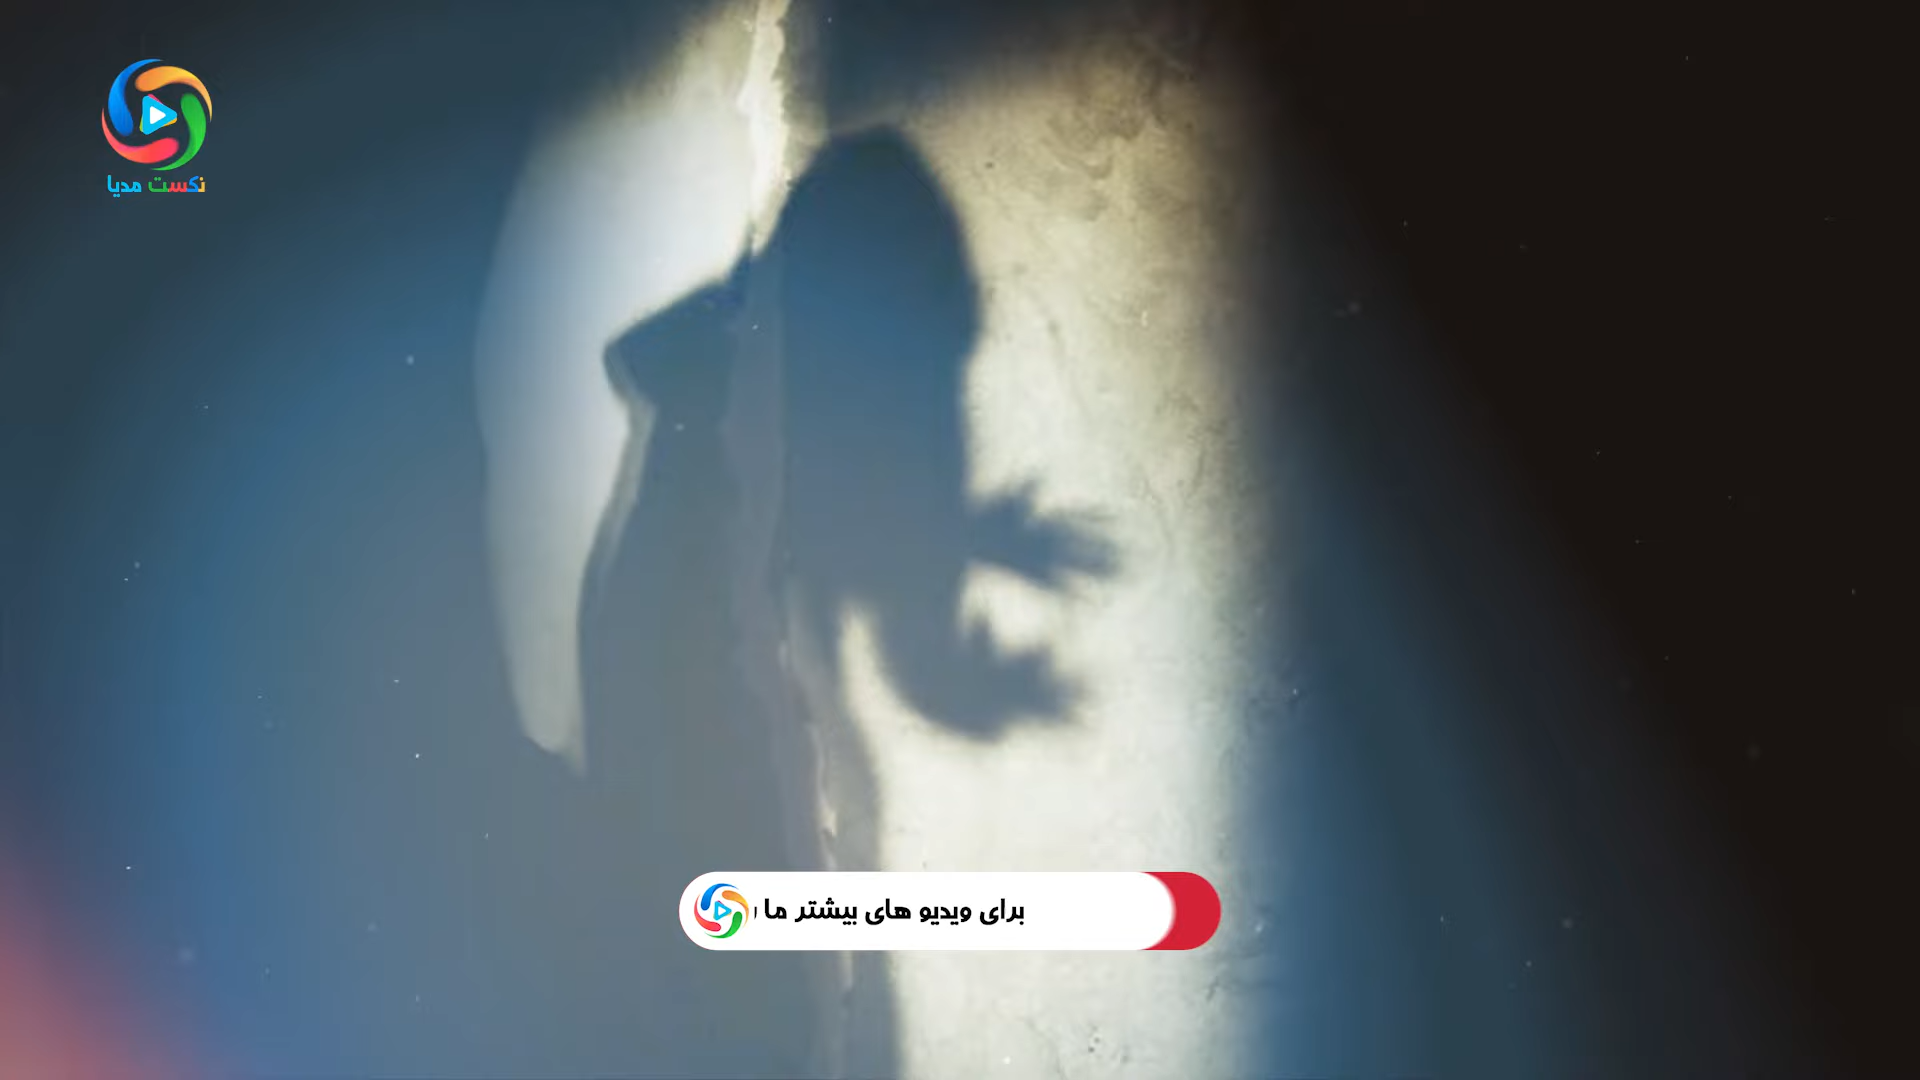 نکست مدیا
برای ویدیو های بیشتر ما